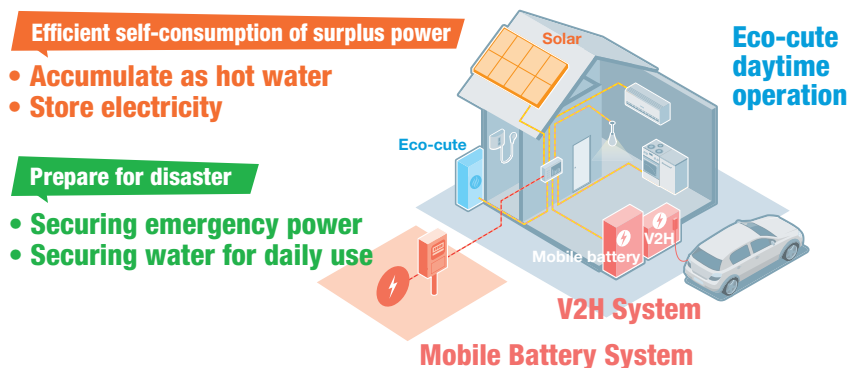 Efficient self-consumption of surplus power
• Accumulate as hot water
• Store electricity
Prepare for disaster
• Securing emergency power
• Securing water for daily use
Solar
Eco-cute
Eco-cute
daytime
operation
Mobile battery
V2H
V2H System
Mobile Battery System